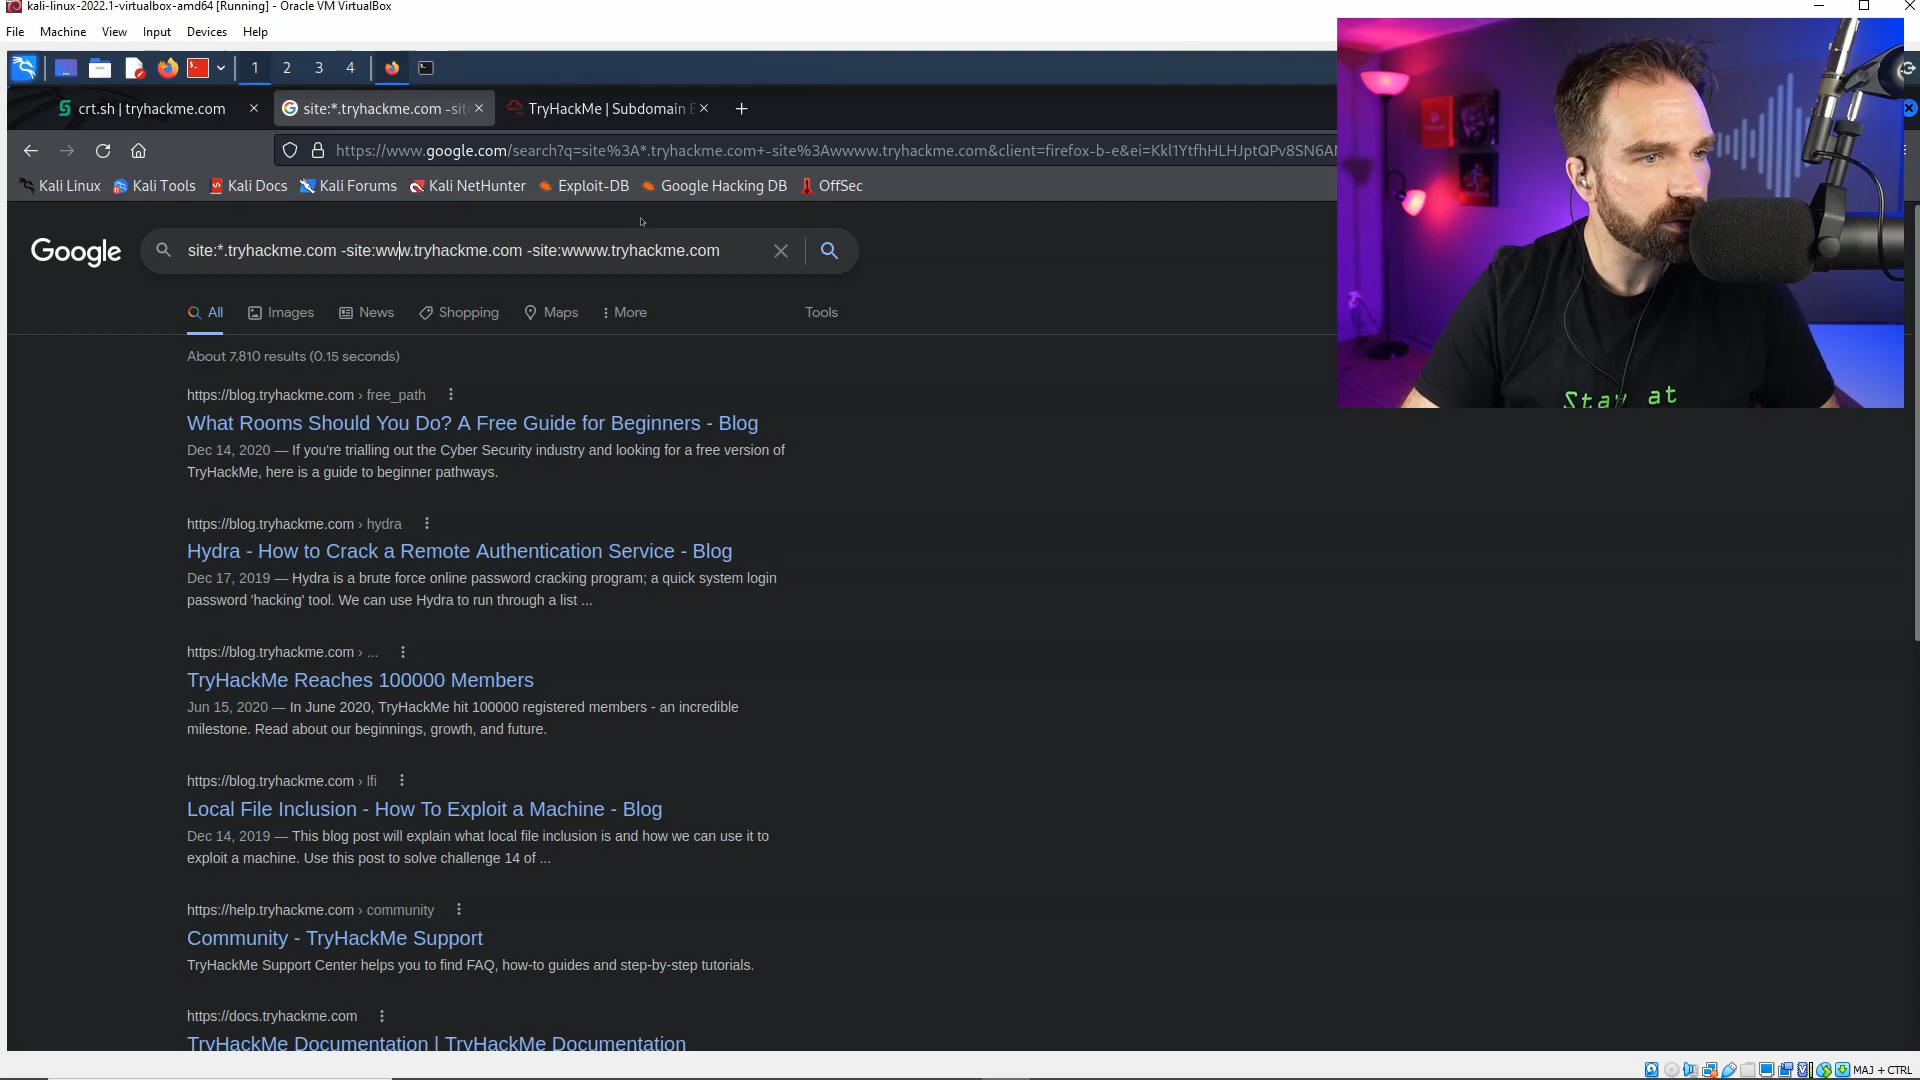 kali-linux-2022.1-virtualbox-amd64 [Running] - Oracle VM VirtualBox
File Machine View Input Devices Help
1 2 3 4
crt.sh | tryhackme.com
site:*.tryhackme.com -site
TryHackMe | Subdomain E
https://www.google.com/search?q=site%3A*.tryhackme.com+-site%3Awwww.tryhackme.com&client=firefox-b-e&ei=Kkl1YtfhHLHJptQPv8SN6AM
Kali Linux Kali Tools Kali Docs Kali Forums Kali NetHunter Exploit-DB Google Hacking DB OffSec
Google
site:*.tryhackme.com -site:www.tryhackme.com -site:wwww.tryhackme.com
All Images News Shopping Maps More Tools
About 7,810 results (0.15 seconds)
https://blog.tryhackme.com › free_path
What Rooms Should You Do? A Free Guide for Beginners - Blog
Dec 14, 2020 — If you're trialling out the Cyber Security industry and looking for a free version of
TryHackMe, here is a guide to beginner pathways.
https://blog.tryhackme.com › hydra
Hydra - How to Crack a Remote Authentication Service - Blog
Dec 17, 2019 — Hydra is a brute force online password cracking program; a quick system login
password 'hacking' tool. We can use Hydra to run through a list ...
https://blog.tryhackme.com › ...
TryHackMe Reaches 100000 Members
Jun 15, 2020 — In June 2020, TryHackMe hit 100000 registered members - an incredible
milestone. Read about our beginnings, growth, and future.
https://blog.tryhackme.com › lfi
Local File Inclusion - How To Exploit a Machine - Blog
Dec 14, 2019 — This blog post will explain what local file inclusion is and how we can use it to
exploit a machine. Use this post to solve challenge 14 of ...
https://help.tryhackme.com › community
Community - TryHackMe Support
TryHackMe Support Center helps you to find FAQ, how-to guides and step-by-step tutorials.
https://docs.tryhackme.com
TryHackMe Documentation | TryHackMe Documentation
Stay at
MAJ + CTRL